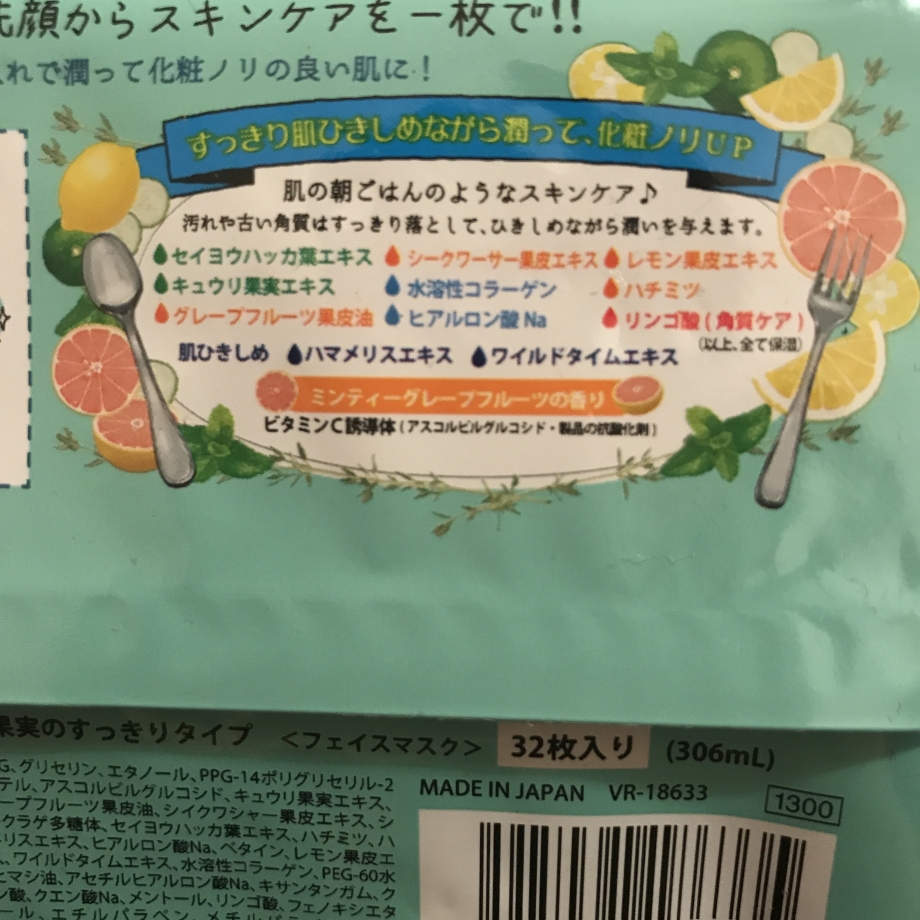 洗顔からスキンケアを一枚で!!
れで潤って化粧ノリの良い肌に!
すっきり肌ひきしめながら潤って、化粧ノリUP
肌の朝ごはんのようなスキンケア♪
汚れや古い角質はすっきり落として、ひきしめながら潤いを与えます。
セイヨウハッカ葉エキス シークワーサー果皮エキス レモン果皮エキス
キュウリ果実エキス 水溶性コラーゲン ハチミツ
グレープフルーツ果皮油 ヒアルロン酸Na リンゴ酸(角質ケア)
(以上、全て保湿)
肌ひきしめ ハマメリスエキス ワイルドタイムエキス
ミンティーグレープフルーツの香り
ビタミンC誘導体(アスコルビルグルコシド・製品の抗酸化剤)
果実のすっきりタイプ <フェイスマスク> 32枚入り (306mL)
G、グリセリン、エタノール、PPG-14ポリグリセリル-2
テル、アスコルビルグルコシド、キュウリ果実エキス、
ープフルーツ果皮油、シイクワシャー果皮エキス、シ
クラゲ多糖体、セイヨウハッカ葉エキス、ハチミツ、ハ
リスエキス、ヒアルロン酸Na、ベタイン、レモン果皮エ
、ワイルドタイムエキス、水溶性コラーゲン、PEG-60水
ヒマシ油、アセチルヒアルロン酸Na、キサンタンガム、ク
ン酸、クエン酸Na、メントール、リンゴ酸、フェノキシエタ
ール、エチルパラベン、メチルパラベン
MADE IN JAPAN VR-18633
1300